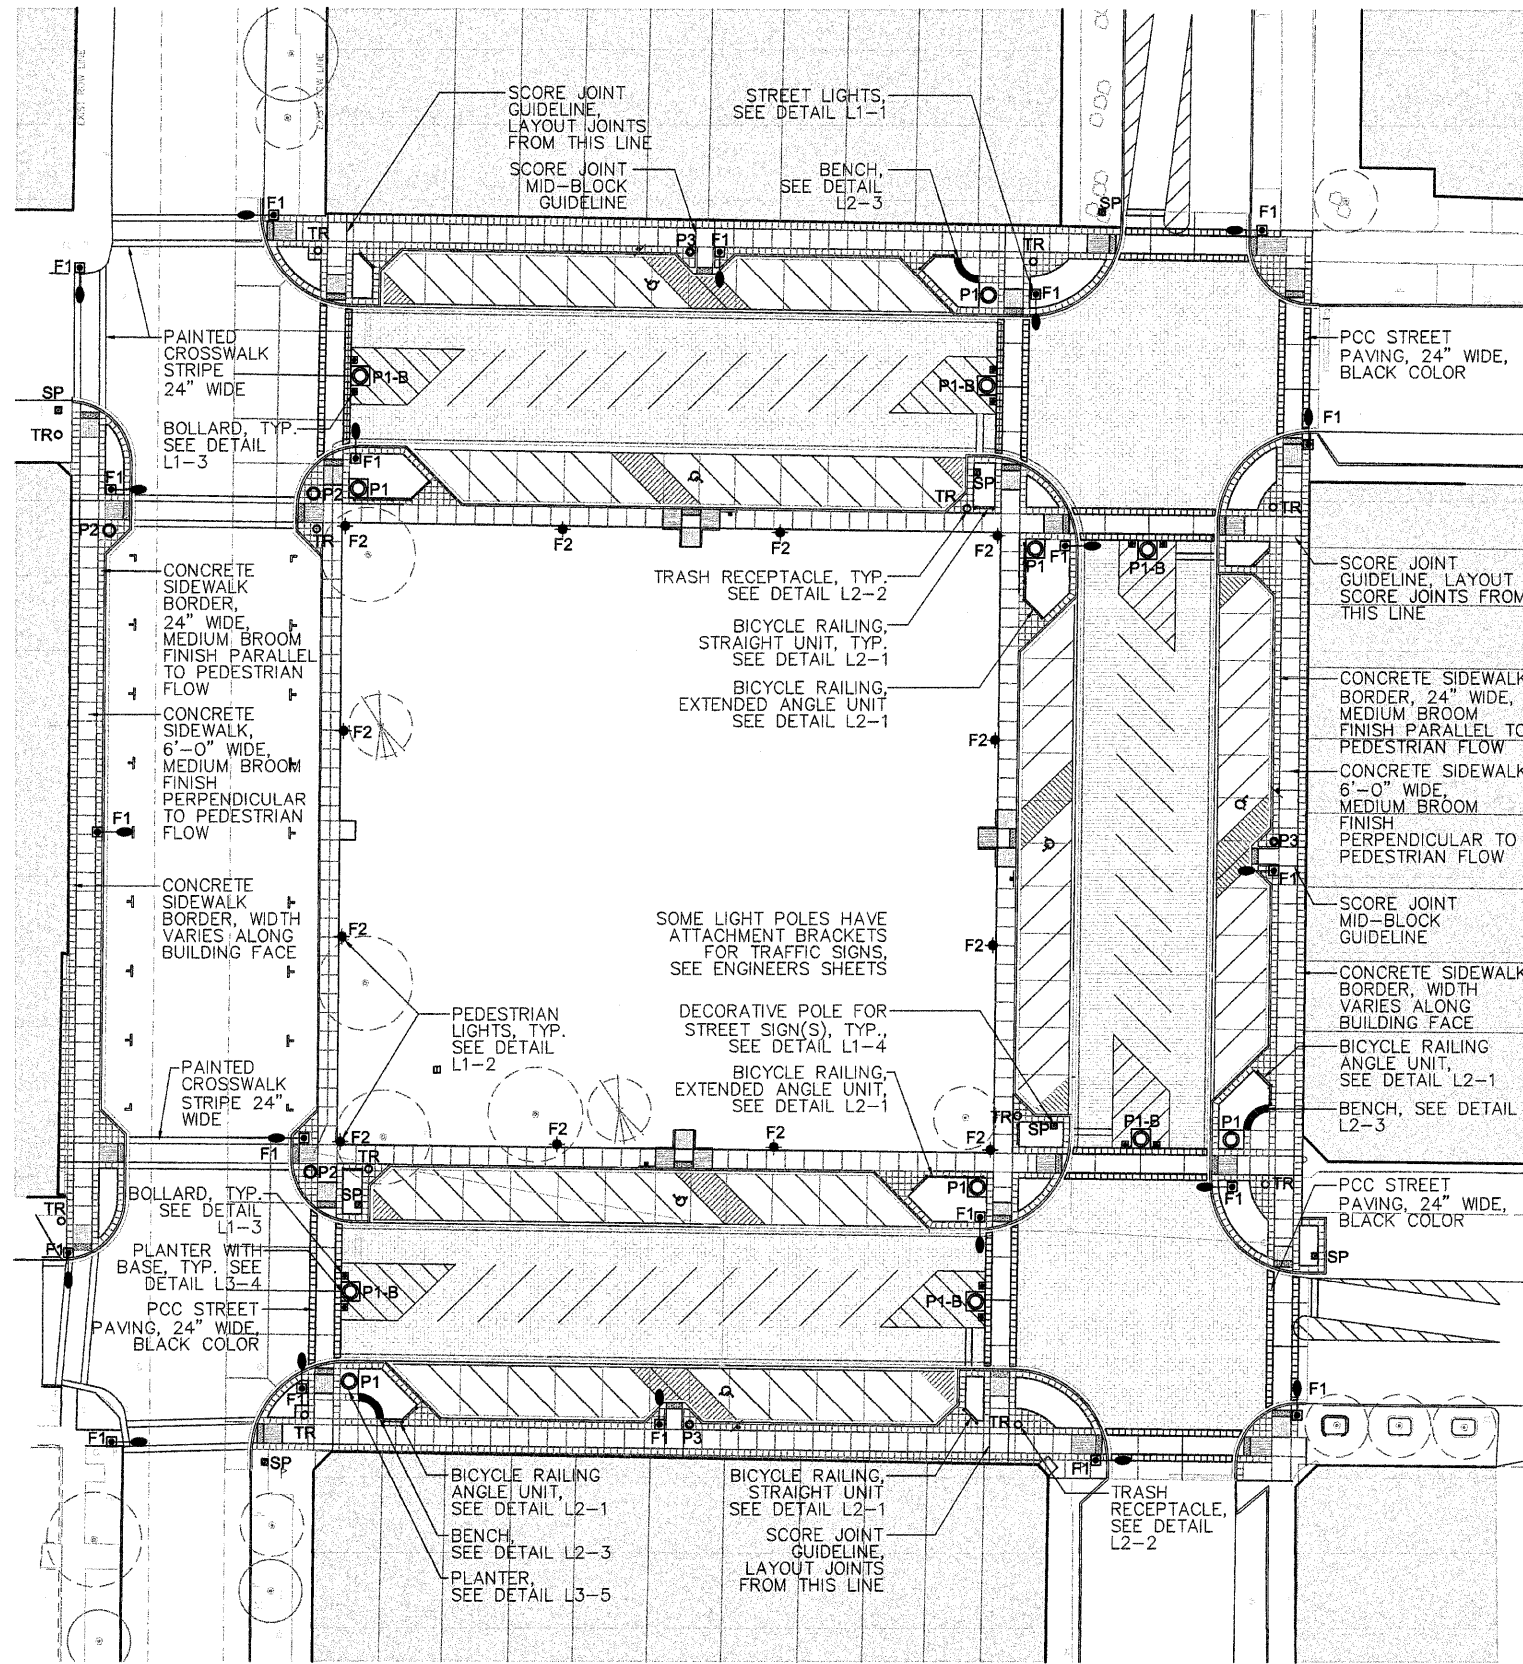 EXIST ROW LINE
EXIST ROW LINE
SCORE JOINT
GUIDELINE,
LAYOUT JOINTS
FROM THIS LINE
STREET LIGHTS,
SEE DETAIL L1-1
SCORE JOINT
MID-BLOCK
GUIDELINE
BENCH,
SEE DETAIL
L2-3
F1
SP
F1
TR
P3
F1
TR
F1
P1
F1
PAINTED
CROSSWALK
STRIPE
24" WIDE
PCC STREET
PAVING, 24" WIDE,
BLACK COLOR
P1-B
P1-B
SP
TR
F1
BOLLARD, TYP.
SEE DETAIL
L1-3
F1
F1
P1
P2
SP
TR
TR
P2
TR
F2
F2
F2
F2
P1
F1
P1-B
CONCRETE
SIDEWALK
BORDER,
24" WIDE,
MEDIUM BROOM
FINISH PARALLEL
TO PEDESTRIAN
FLOW
TRASH RECEPTACLE, TYP.
SEE DETAIL L2-2
BICYCLE RAILING,
STRAIGHT UNIT, TYP.
SEE DETAIL L2-1
BICYCLE RAILING,
EXTENDED ANGLE UNIT
SEE DETAIL L2-1
SCORE JOINT
GUIDELINE, LAYOUT
SCORE JOINTS FROM
THIS LINE
CONCRETE SIDEWALK
BORDER, 24" WIDE,
MEDIUM BROOM
FINISH PARALLEL TO
PEDESTRIAN FLOW
CONCRETE
SIDEWALK,
6'-0" WIDE,
MEDIUM BROOM
FINISH
PERPENDICULAR
TO PEDESTRIAN
FLOW
F2
F2
CONCRETE SIDEWALK
6'-0" WIDE,
MEDIUM BROOM
FINISH
PERPENDICULAR TO
PEDESTRIAN FLOW
F1
P3
F1
CONCRETE
SIDEWALK
BORDER, WIDTH
VARIES ALONG
BUILDING FACE
SCORE JOINT
MID-BLOCK
GUIDELINE
SOME LIGHT POLES HAVE
ATTACHMENT BRACKETS
FOR TRAFFIC SIGNS,
SEE ENGINEERS SHEETS
F2
F2
CONCRETE SIDEWALK
BORDER, WIDTH
VARIES ALONG
BUILDING FACE
PEDESTRIAN
LIGHTS, TYP.
SEE DETAIL
L1-2
DECORATIVE POLE FOR
STREET SIGN(S), TYP.,
SEE DETAIL L1-4
BICYCLE RAILING,
EXTENDED ANGLE UNIT,
SEE DETAIL L2-1
BICYCLE RAILING
ANGLE UNIT,
SEE DETAIL L2-1
BENCH, SEE DETAIL
L2-3
PAINTED
CROSSWALK
STRIPE 24"
WIDE
TR
SP
P1-B
P1
F1
F2
F2
F2
F2
P2
TR
SP
P1
F1
F1
TR
BOLLARD, TYP.
SEE DETAIL
L1-3
TR
F1
PCC STREET
PAVING, 24" WIDE,
BLACK COLOR
SP
PLANTER WITH
BASE, TYP. SEE
DETAIL L3-4
P1-B
P1-B
PCC STREET
PAVING, 24" WIDE,
BLACK COLOR
P1
F1
F1
TR
F1
P3
TR
F1
SP
F1
BICYCLE RAILING
ANGLE UNIT,
SEE DETAIL L2-1
BENCH,
SEE DETAIL L2-3
PLANTER,
SEE DETAIL L3-5
BICYCLE RAILING,
STRAIGHT UNIT
SEE DETAIL L2-1
SCORE JOINT
GUIDELINE,
LAYOUT JOINTS
FROM THIS LINE
TRASH
RECEPTACLE,
SEE DETAIL
L2-2